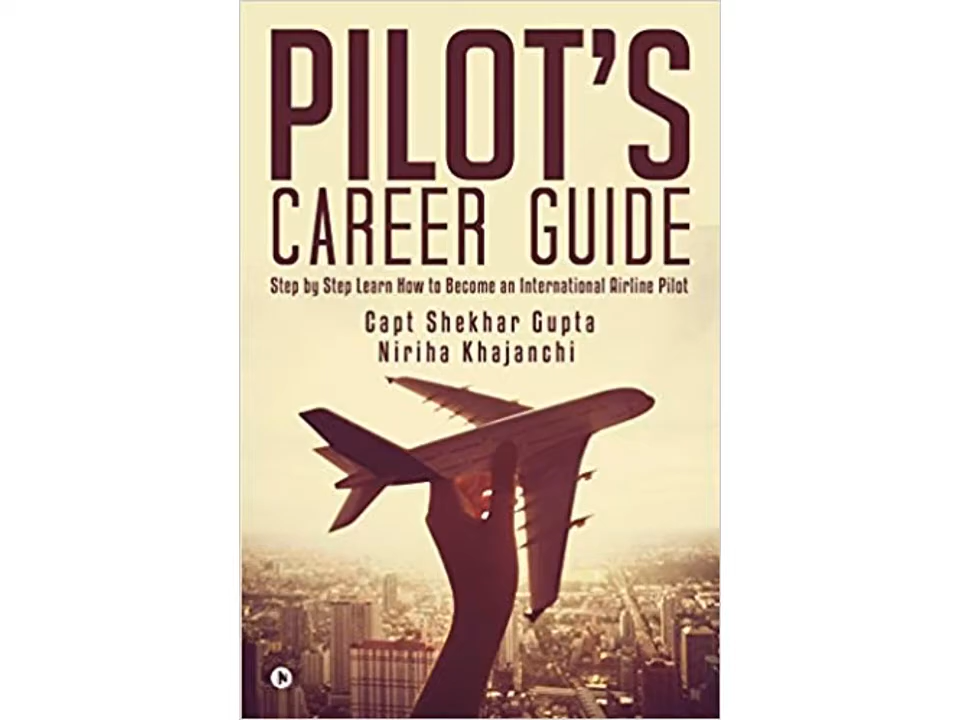 PILOT'S
CAREER GUIDE
Step by Step Learn How to Become an International Airline Pilot
Capt Shekhar Gupta
Niriha Khajanchi